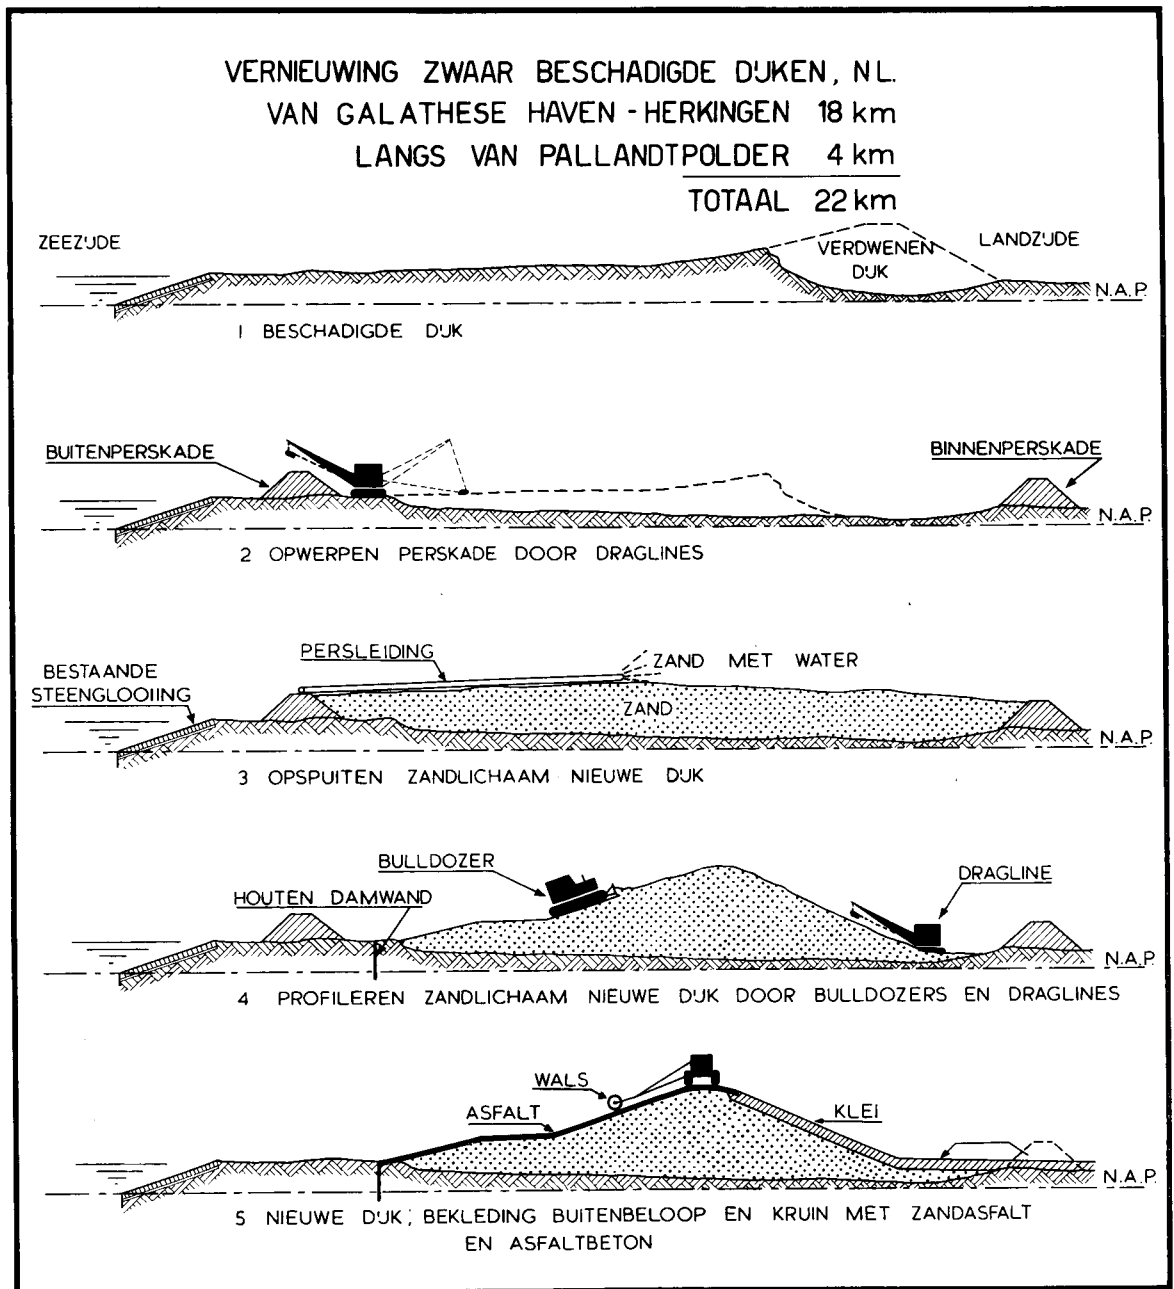 VERNIEUWING ZWAAR BESCHADIGDE DIJKEN, NL.
VAN GALATHESE HAVEN - HERKINGEN 18 km
LANGS VAN PALLANDTPOLDER 4 km
TOTAAL 22 km
ZEEZIJDE
VERDWENEN
DIJK
LANDZIJDE
N.A.P.
1 BESCHADIGDE DIJK
BUITENPERSKADE
BINNENPERSKADE
N.A.P.
2 OPWERPEN PERSKADE DOOR DRAGLINES
BESTAANDE
STEENGLOOIING
PERSLEIDING
ZAND MET WATER
ZAND
N.A.P.
3 OPSPUITEN ZANDLICHAAM NIEUWE DIJK
BULLDOZER
HOUTEN DAMWAND
DRAGLINE
N.A.P.
4 PROFILEREN ZANDLICHAAM NIEUWE DIJK DOOR BULLDOZERS EN DRAGLINES
WALS
ASFALT
KLEI
N.A.P.
5 NIEUWE DIJK; BEKLEDING BUITENBELOOP EN KRUIN MET ZANDASFALT
EN ASFALTBETON